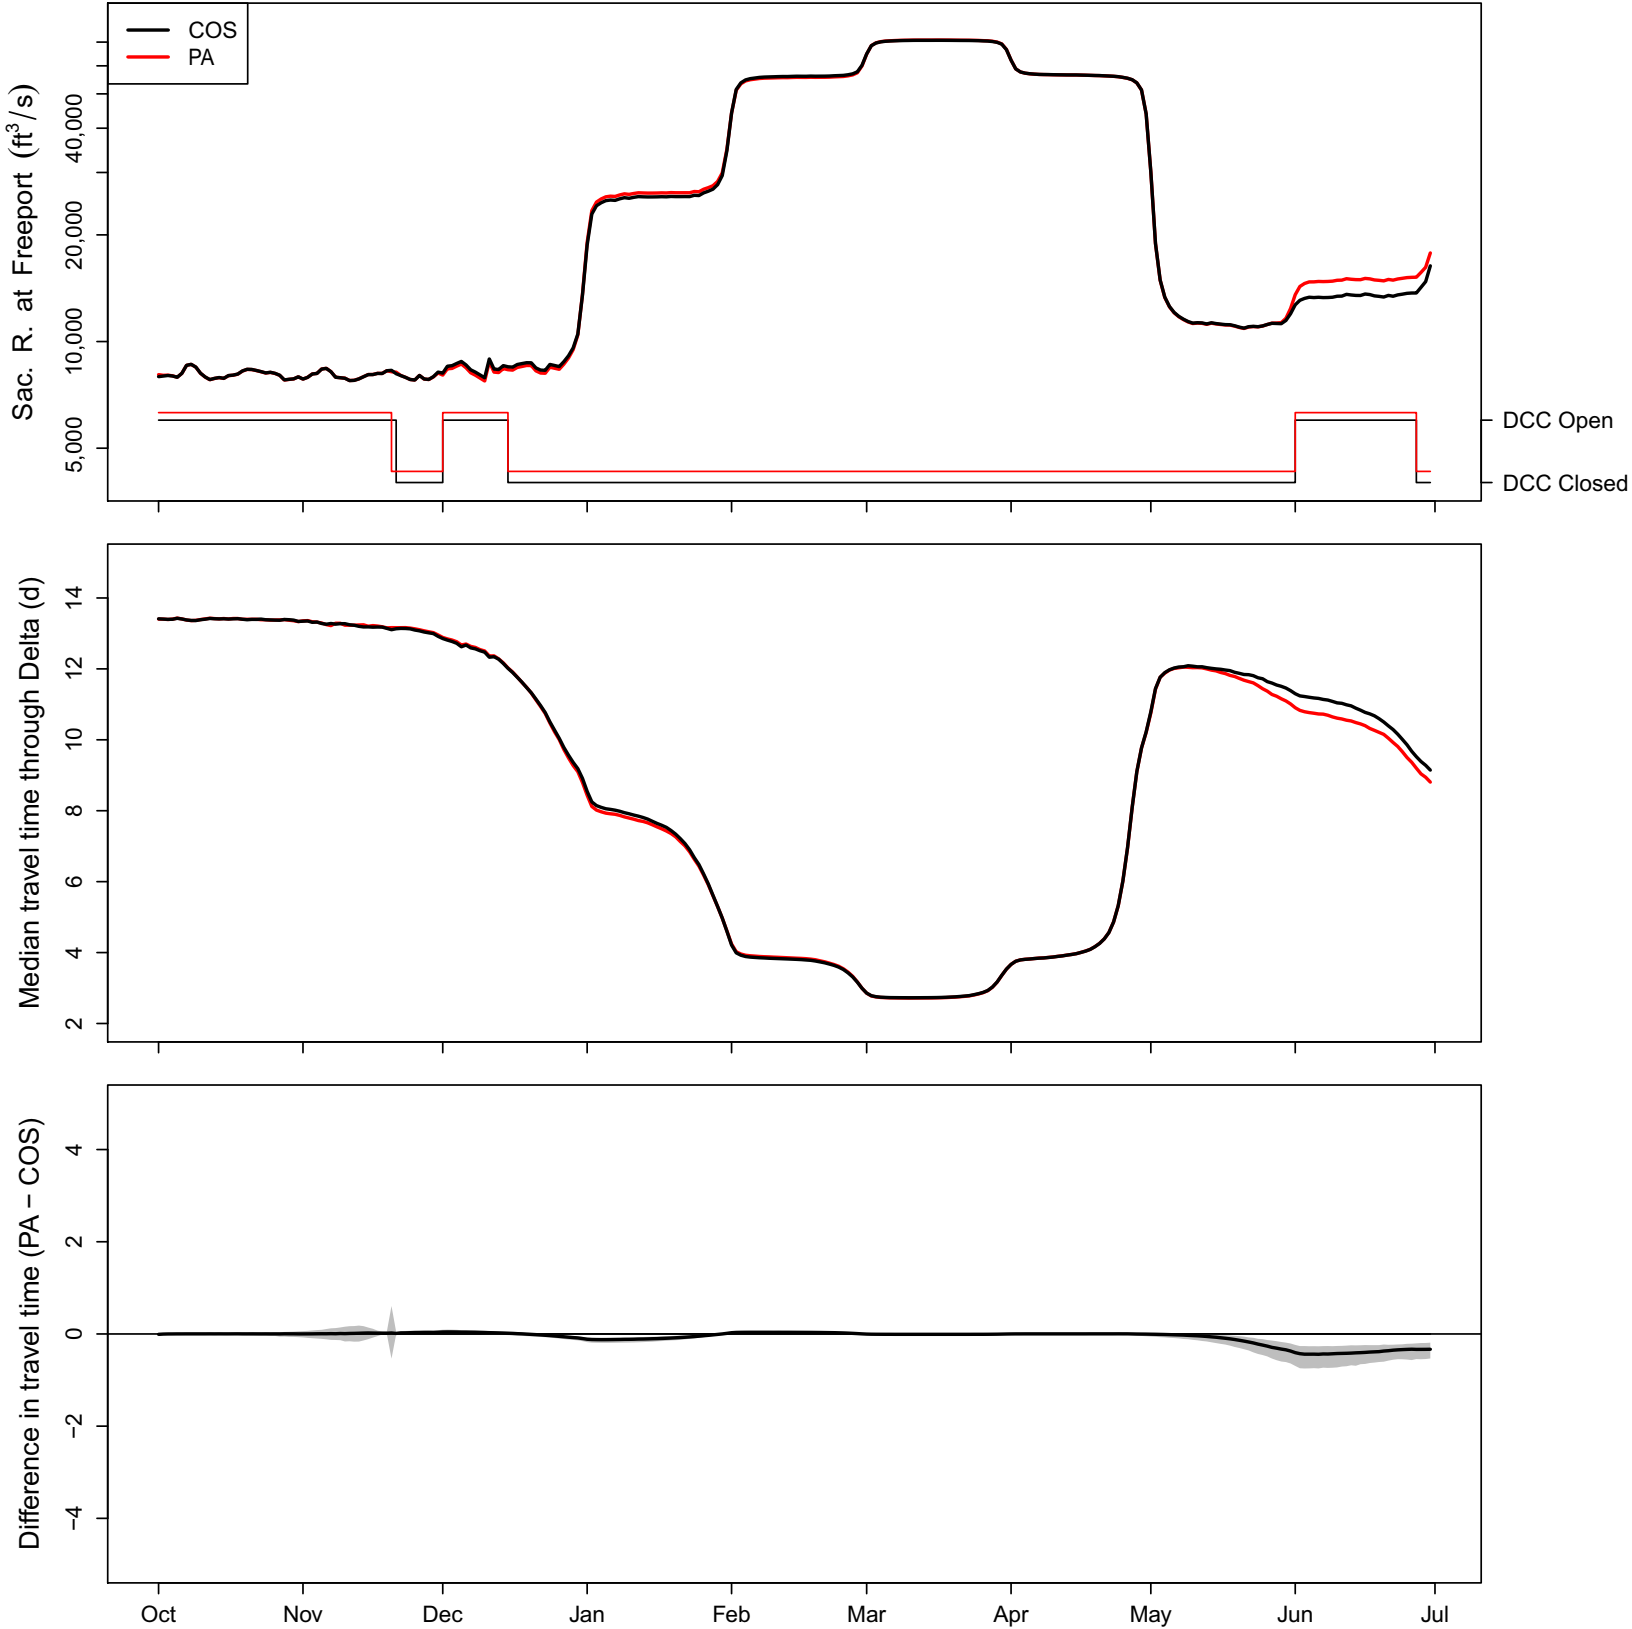 COS
PA
Sac. R. at Freeport (ft³/s)
40,000
20,000
10,000
5,000
DCC Open
DCC Closed
Median travel time through Delta (d)
14
12
10
8
6
4
2
Difference in travel time (PA − COS)
4
2
0
−2
−4
Oct Nov Dec Jan Feb Mar Apr May Jun Jul